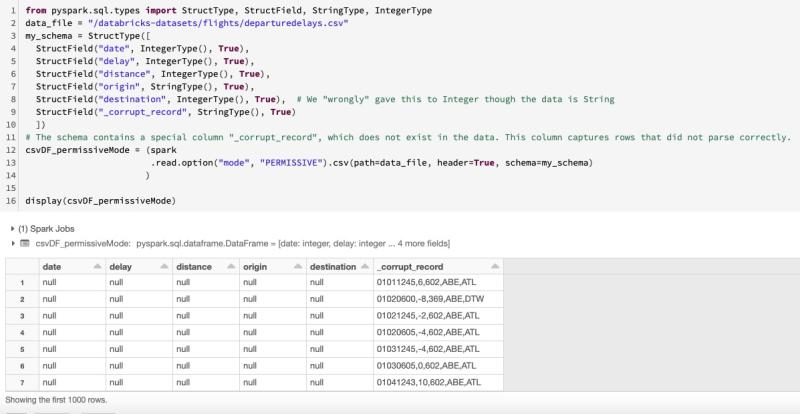 1 from pyspark.sql.types import StructType, StructField, StringType, IntegerType
2 data_file = "/databricks-datasets/flights/departuredelays.csv"
3 my_schema = StructType([
4 StructField("date", IntegerType(), True),
5 StructField("delay", IntegerType(), True),
6 StructField("distance", IntegerType(), True),
7 StructField("origin", StringType(), True),
8 StructField("destination", IntegerType(), True), # We "wrongly" gave this to Integer though the data is String
9 StructField("_corrupt_record", StringType(), True)
10 ])
11 # The schema contains a special column "_corrupt_record", which does not exist in the data. This column captures rows that did not parse correctly.
12 csvDF_permissiveMode = (spark
13 .read.option("mode", "PERMISSIVE").csv(path=data_file, header=True, schema=my_schema)
14 )
15
16 display(csvDF_permissiveMode)
(1) Spark Jobs
csvDF_permissiveMode: pyspark.sql.dataframe.DataFrame = [date: integer, delay: integer ... 4 more fields]
date delay distance origin destination _corrupt_record
1 null null null null null 01011245,6,602,ABE,ATL
2 null null null null null 01020600,-8,369,ABE,DTW
3 null null null null null 01021245,-2,602,ABE,ATL
4 null null null null null 01020605,-4,602,ABE,ATL
5 null null null null null 01031245,-4,602,ABE,ATL
6 null null null null null 01030605,0,602,ABE,ATL
7 null null null null null 01041243,10,602,ABE,ATL
Showing the first 1000 rows.